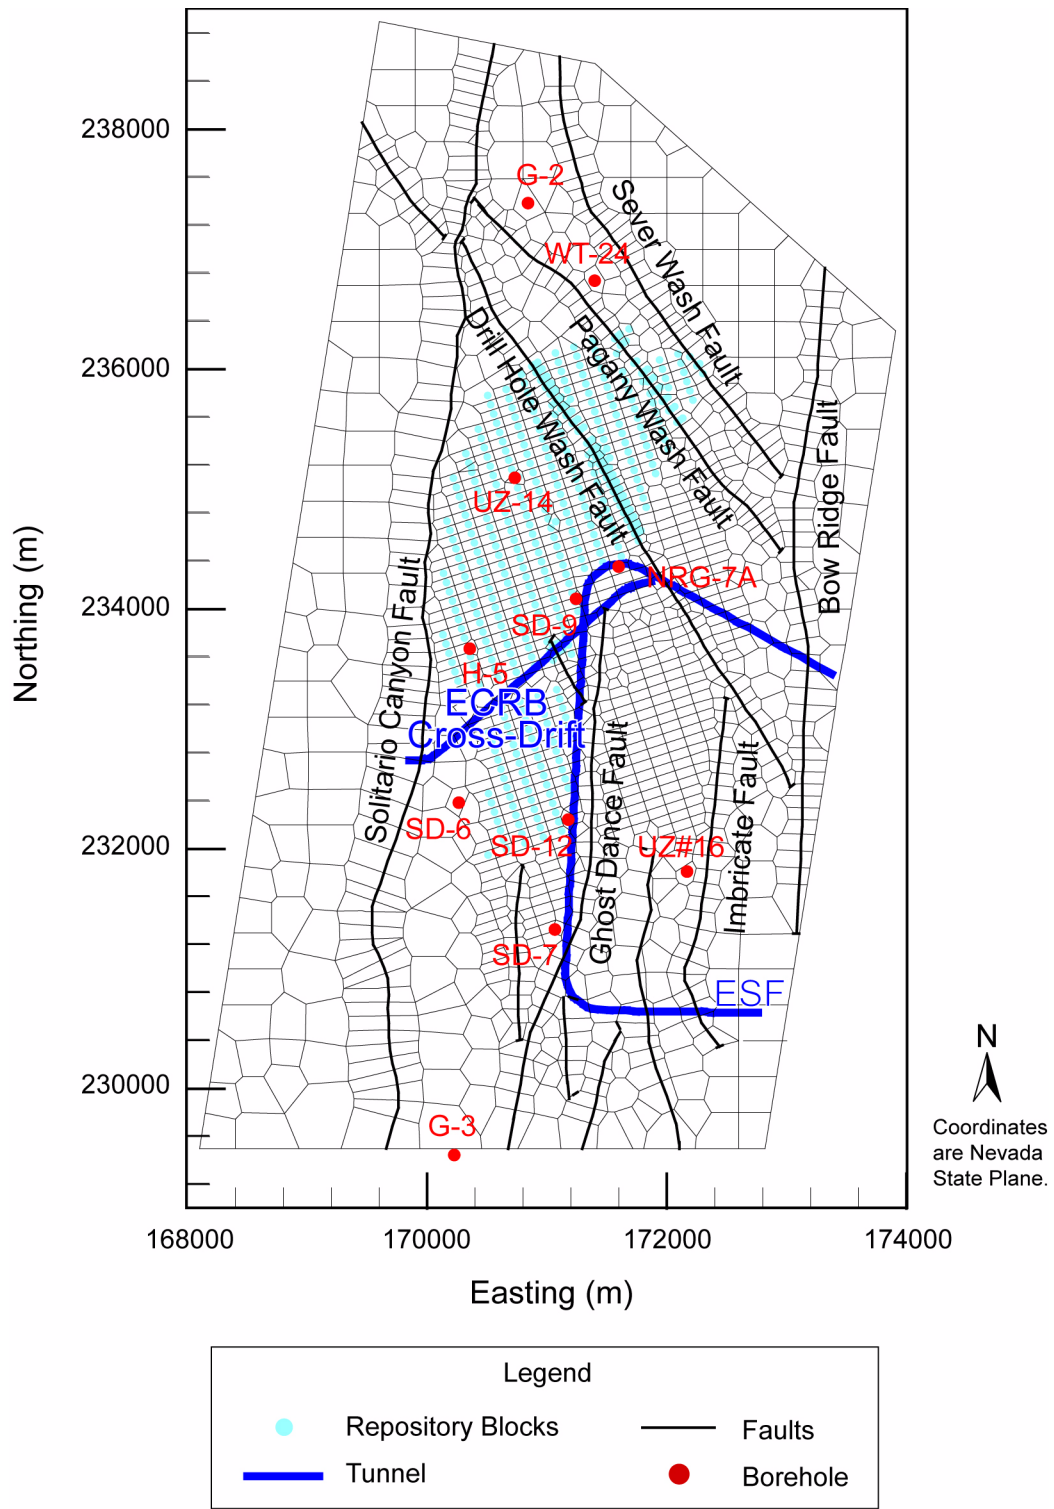 238000
236000
234000
232000
230000
Northing (m)
168000
170000
172000
174000
Easting (m)
G-2
WT-24
Sever Wash Fault
Pagany Wash Fault
Drill Hole Wash Fault
Bow Ridge Fault
UZ-14
NRG-7A
SD-9
H-5
ECRB
Cross-Drift
Solitario Canyon Fault
Ghost Dance Fault
Imbricate Fault
SD-6
SD-12
UZ#16
SD-7
ESF
G-3
N
Coordinates
are Nevada
State Plane.
Legend
Repository Blocks
Faults
Tunnel
Borehole